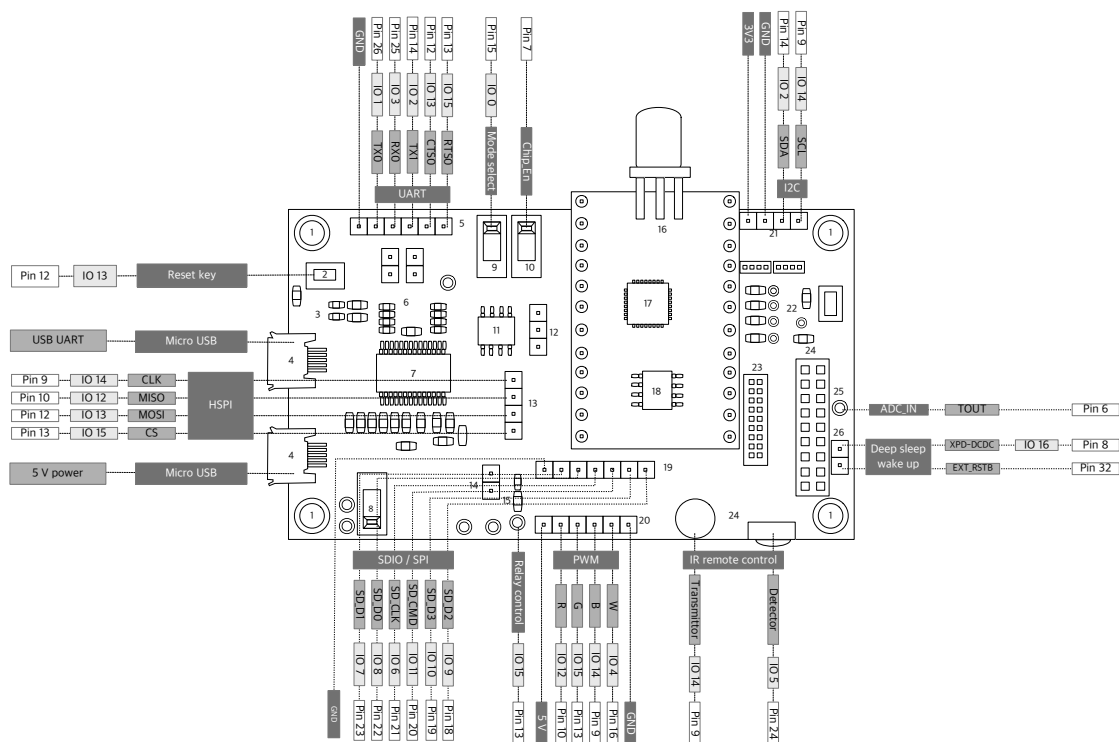 GND
Pin 26 IO 1 TX0
Pin 25 IO 3 RX0
Pin 14 IO 2 TX1
Pin 12 IO 13 CTS0
Pin 13 IO 15 RTS0
UART
Pin 15 IO 0 Mode select
Pin 7 Chip_En
3V3
GND
Pin 14 IO 2 SDA
Pin 9 IO 14 SCL
I2C
1
5
9
10
16
21
1
Pin 12 IO 13 Reset key
2
3
6
11
12
17
22
USB UART Micro USB
4
7
18
23
24
25
Pin 9 IO 14 CLK
Pin 10 IO 12 MISO
Pin 12 IO 13 MOSI
Pin 13 IO 15 CS
HSPI
13
ADC_IN TOUT Pin 6
26
Deep sleep
wake up
XPD-DCDC IO 16 Pin 8
EXT_RSTB Pin 32
5 V power Micro USB
4
14
19
8
15
1
20
24
1
SDIO / SPI
GND
SD_D1 IO 7 Pin 23
SD_D0 IO 8 Pin 22
SD_CLK IO 6 Pin 21
SD_CMD IO 11 Pin 20
SD_D3 IO 10 Pin 19
SD_D2 IO 9 Pin 18
Relay control IO 15 Pin 13
PWM
5 V
R IO 12 Pin 10
G IO 15 Pin 13
B IO 14 Pin 9
W IO 4 Pin 16
GND
IR remote control
Transmittor IO 14 Pin 9
Detector IO 5 Pin 24